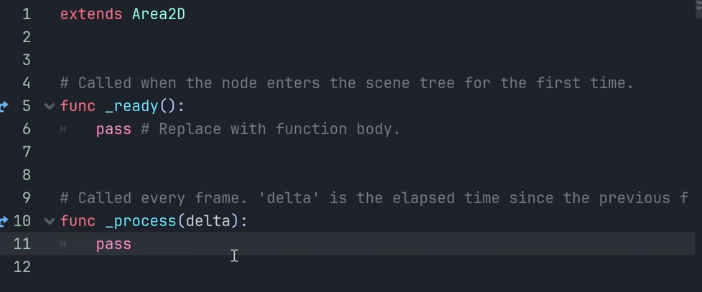 1 extends Area2D
2
3
4 # Called when the node enters the scene tree for the first time.
5 func _ready():
6 pass # Replace with function body.
7
8
9 # Called every frame. 'delta' is the elapsed time since the previous f
10 func _process(delta):
11 pass
12